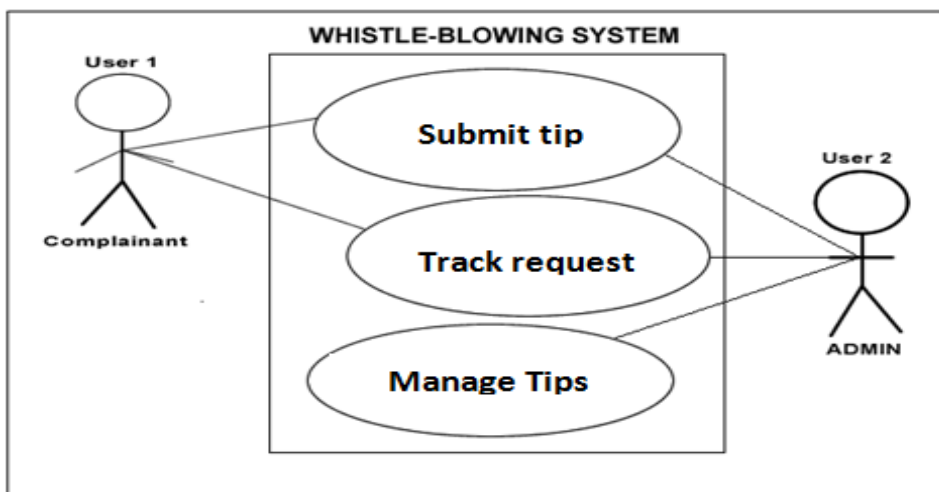 WHISTLE-BLOWING SYSTEM
User 1
Submit tip
User 2
Complainant
Track request
ADMIN
Manage Tips